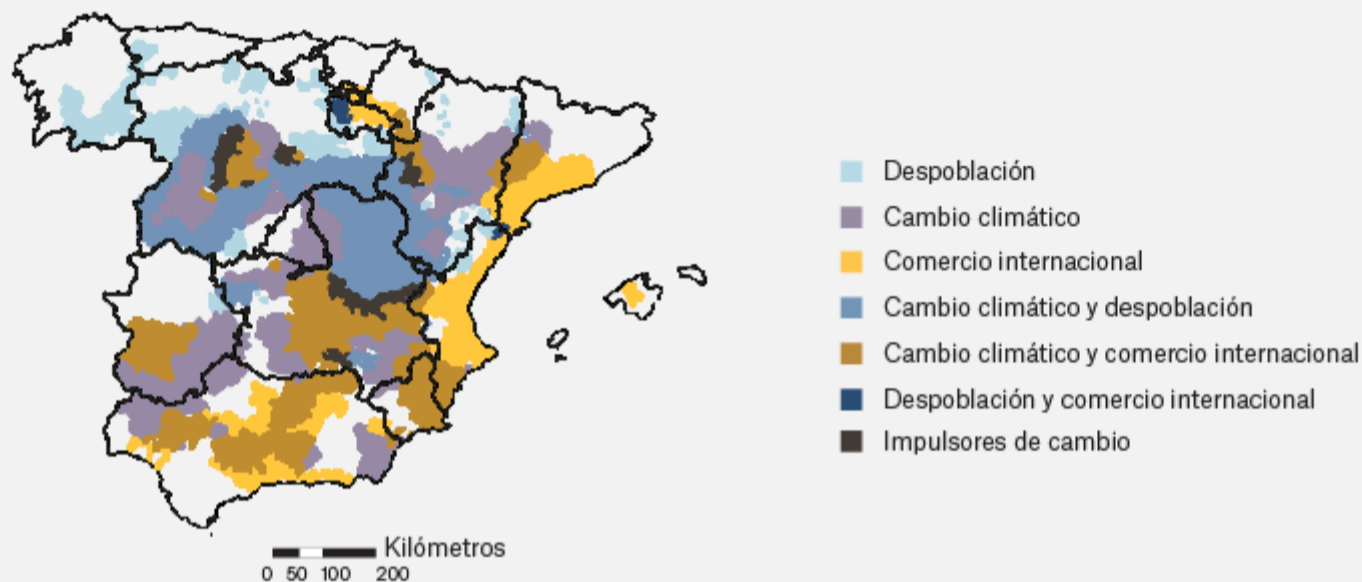 Despoblación
Cambio climático
Comercio internacional
Cambio climático y despoblación
Cambio climático y comercio internacional
Despoblación y comercio internacional
Impulsores de cambio
Kilómetros
0 50 100 200